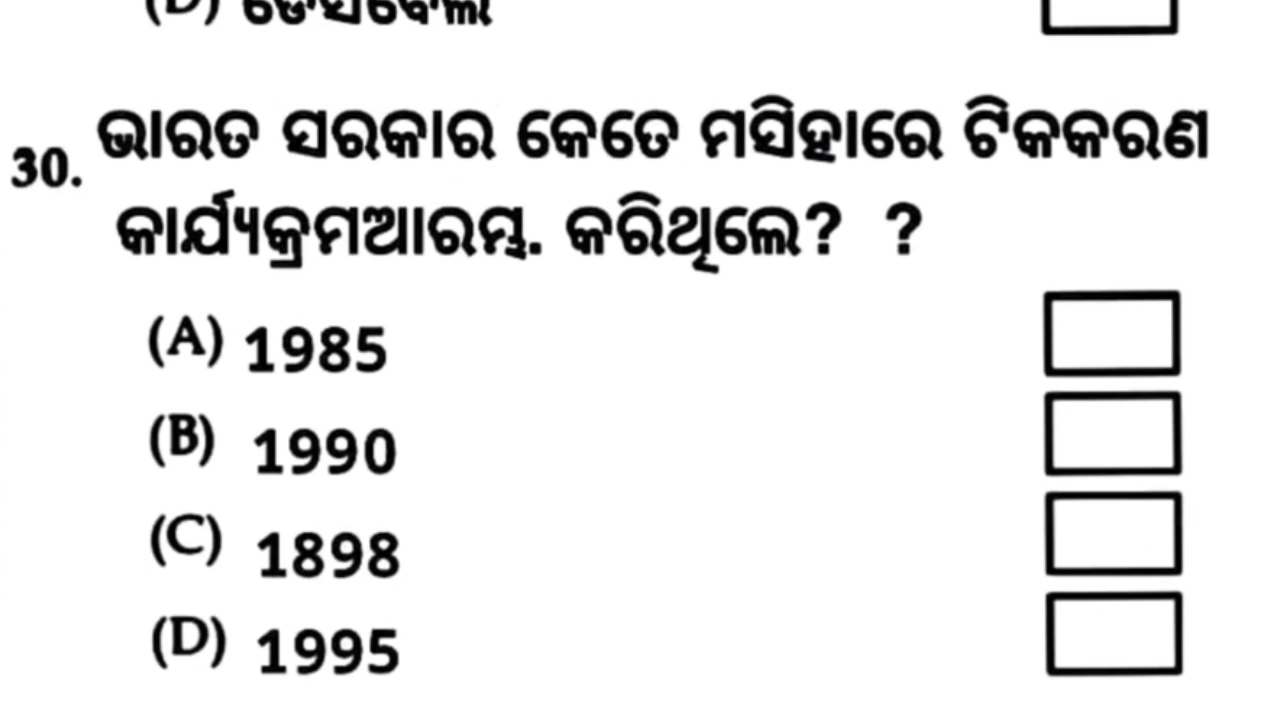 (D) ଡେସିବେଲ
30. ଭାରତ ସରକାର କେତେ ମସିହାରେ ଟିକକରଣ
କାର୍ଯ୍ୟକ୍ରମଆରମ୍ଭ. କରିଥିଲେ? ?
(A) 1985
(B) 1990
(C) 1898
(D) 1995